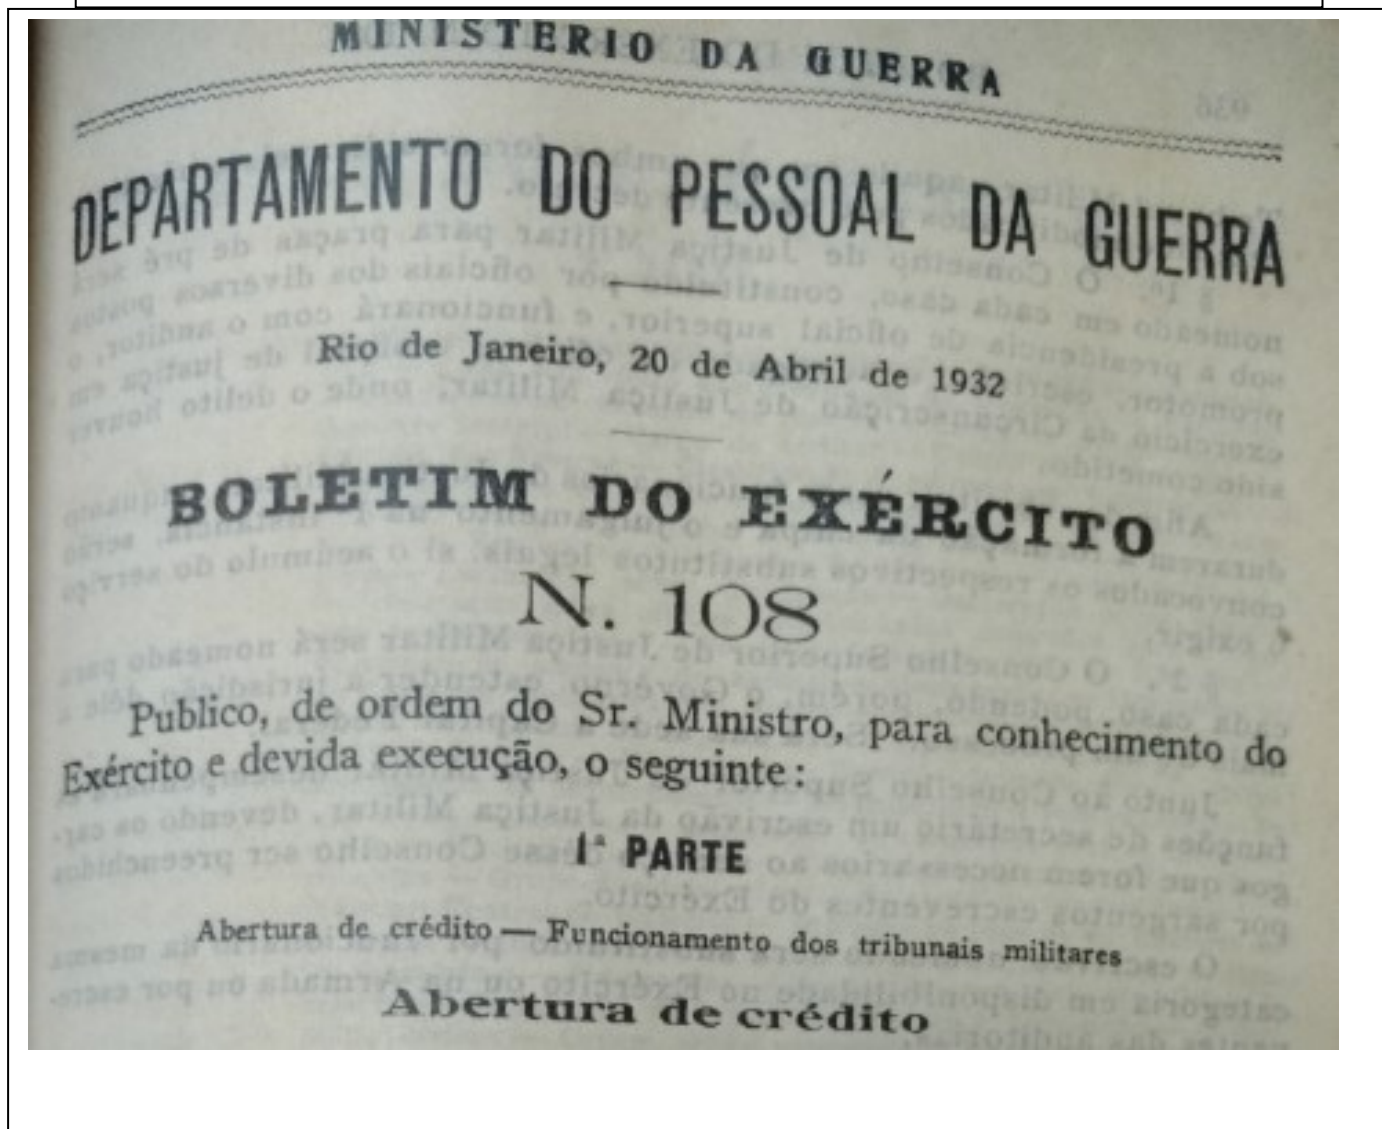 MINISTERIO DA GUERRA
DEPARTAMENTO DO PESSOAL DA GUERRA
Rio de Janeiro, 20 de Abril de 1932
BOLETIM DO EXÉRCITO
N. 108
Publico, de ordem do Sr. Ministro, para conhecimento do
Exército e devida execução, o seguinte:
1ª PARTE
Abertura de crédito — Funcionamento dos tribunais militares
Abertura de crédito